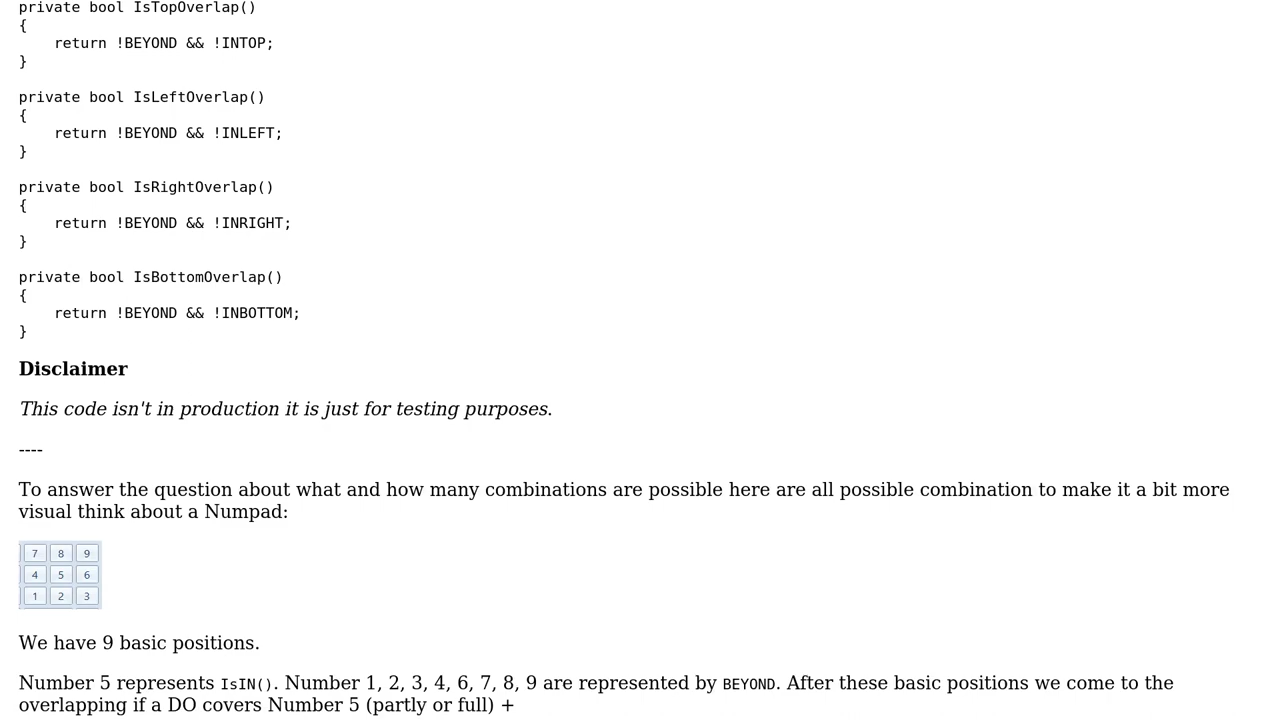 private bool IsTopOverlap()
{
    return !BEYOND && !INTOP;
}
private bool IsLeftOverlap()
{
    return !BEYOND && !INLEFT;
}
private bool IsRightOverlap()
{
    return !BEYOND && !INRIGHT;
}
private bool IsBottomOverlap()
{
    return !BEYOND && !INBOTTOM;
}
Disclaimer
This code isn't in production it is just for testing purposes.
----
To answer the question about what and how many combinations are possible here are all possible combination to make it a bit more
visual think about a Numpad:
7 8 9
4 5 6
1 2 3
We have 9 basic positions.
Number 5 represents IsIN(). Number 1, 2, 3, 4, 6, 7, 8, 9 are represented by BEYOND. After these basic positions we come to the
overlapping if a DO covers Number 5 (partly or full) +